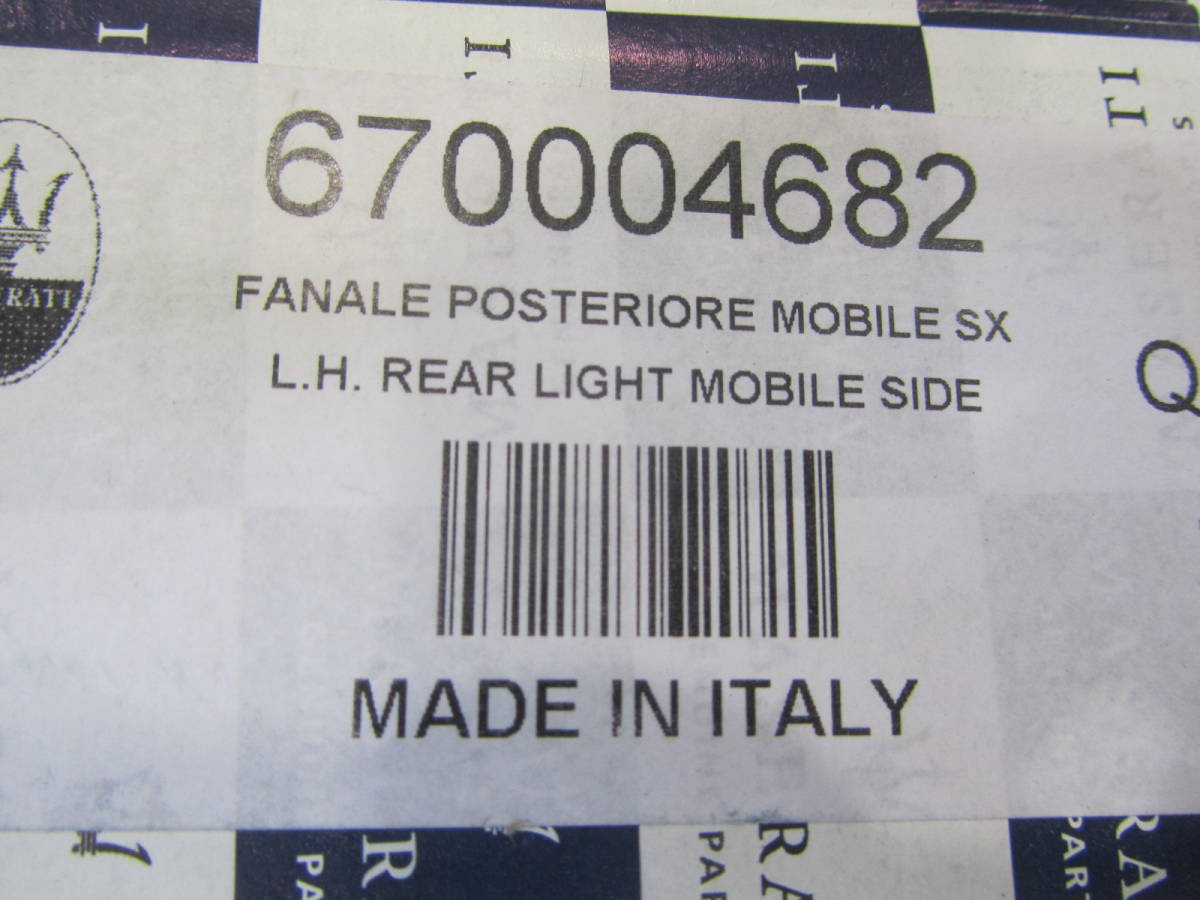 670004682
FANALE POSTERIORE MOBILE SX
L.H. REAR LIGHT MOBILE SIDE
Q
MADE IN ITALY